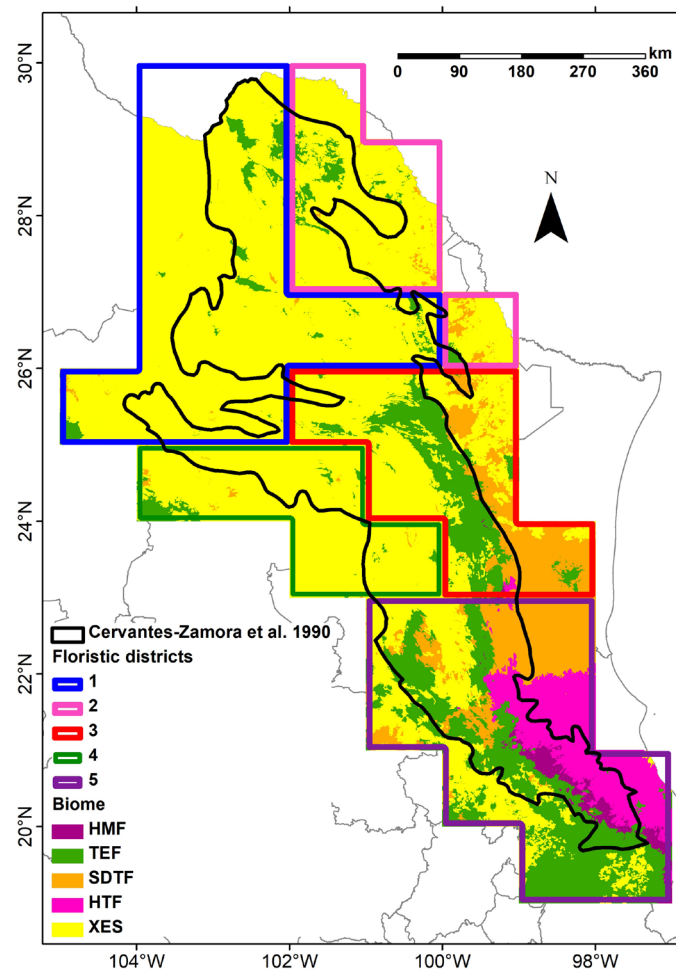 30°N
28°N
26°N
24°N
22°N
20°N
km
0 90 180 270 360
N
Cervantes-Zamora et al. 1990
Floristic districts
1
2
3
4
5
Biome
HMF
TEF
SDTF
HTF
XES
104°W 102°W 100°W 98°W